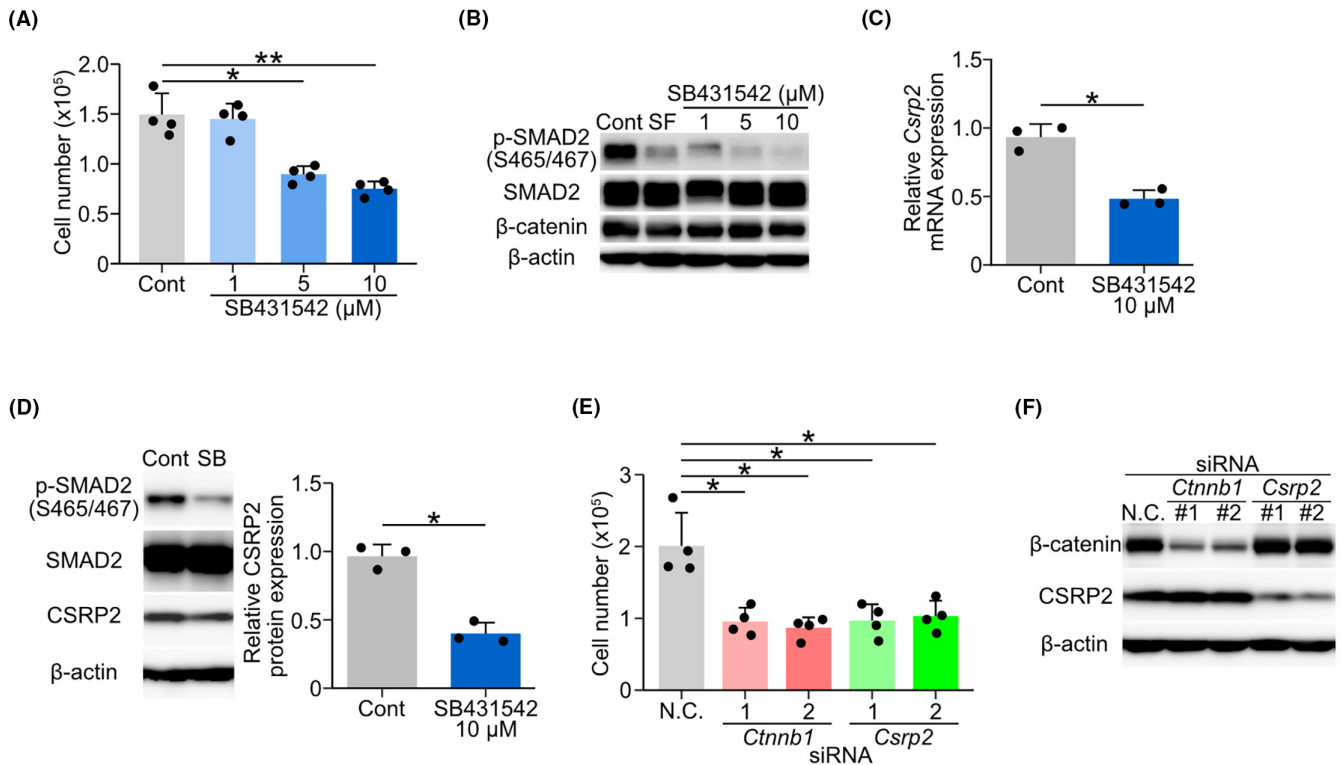 (A)
Cell number (x10⁵)
2.0
1.5
1.0
0.5
0
**
*
Cont
1
5
10
SB431542 (μM)
(B)
SB431542 (μM)
Cont SF 1 5 10
p-SMAD2
(S465/467)
SMAD2
β-catenin
β-actin
(C)
Relative Csrp2
mRNA expression
1.5
1.0
0.5
0
*
Cont
SB431542
10 μM
(D)
Cont SB
p-SMAD2
(S465/467)
SMAD2
CSRP2
β-actin
Relative CSRP2
protein expression
1.5
1.0
0.5
0
*
Cont
SB431542
10 μM
(E)
Cell number (x10⁵)
3
2
1
0
*
*
*
*
N.C.
1
2
1
2
Ctnnb1 Csrp2
siRNA
(F)
siRNA
Ctnnb1 Csrp2
N.C. #1 #2 #1 #2
β-catenin
CSRP2
β-actin